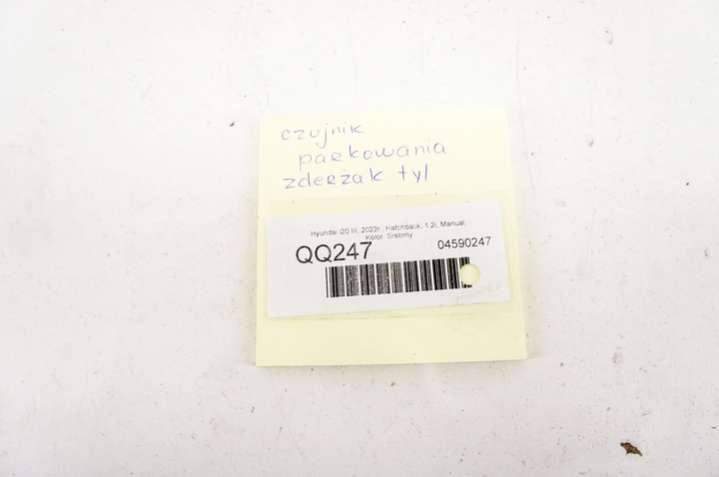 czujnik
parkowania
zderzak tył
Hyundai i20 III, 2023r., Hatchback, 1.2i, Manual,
Kolor: Srebrny
QQ247
04590247